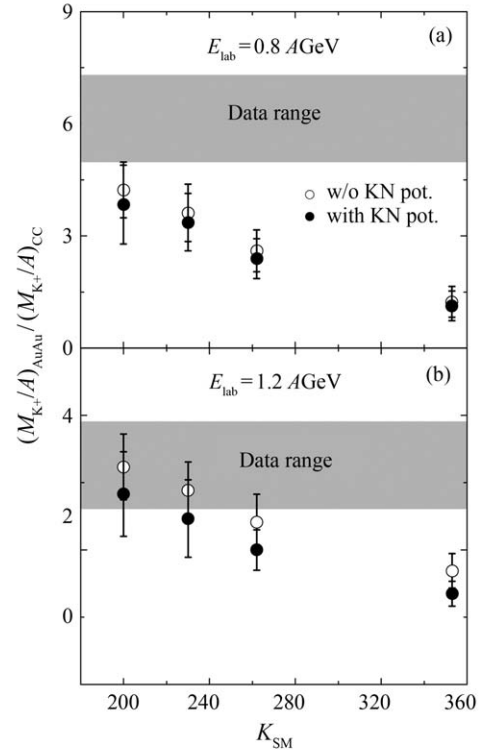 9
(a)
E_lab = 0.8 AGeV
Data range
6
w/o KN pot.
with KN pot.
3
0
(M_K+/A)_AuAu/(M_K+/A)_CC
(b)
E_lab = 1.2 AGeV
4
Data range
2
0
200 240 280 320 360
K_SM